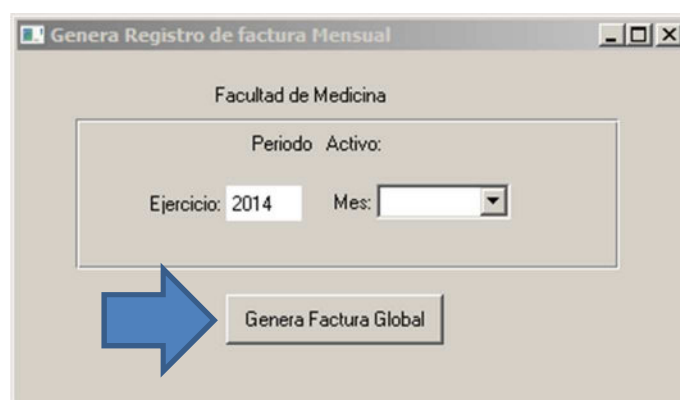 Genera Registro de factura Mensual
Facultad de Medicina
Periodo Activo:
Ejercicio: 2014 Mes:
Genera Factura Global